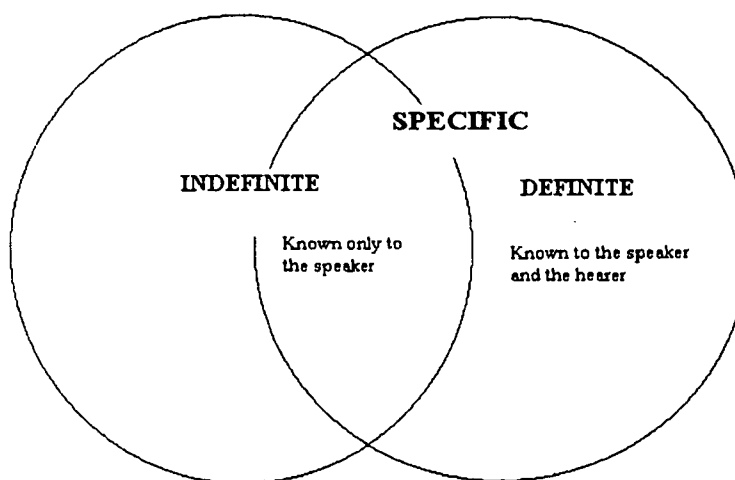 SPECIFIC
INDEFINITE
DEFINITE
Known only to
the speaker
Known to the speaker
and the hearer